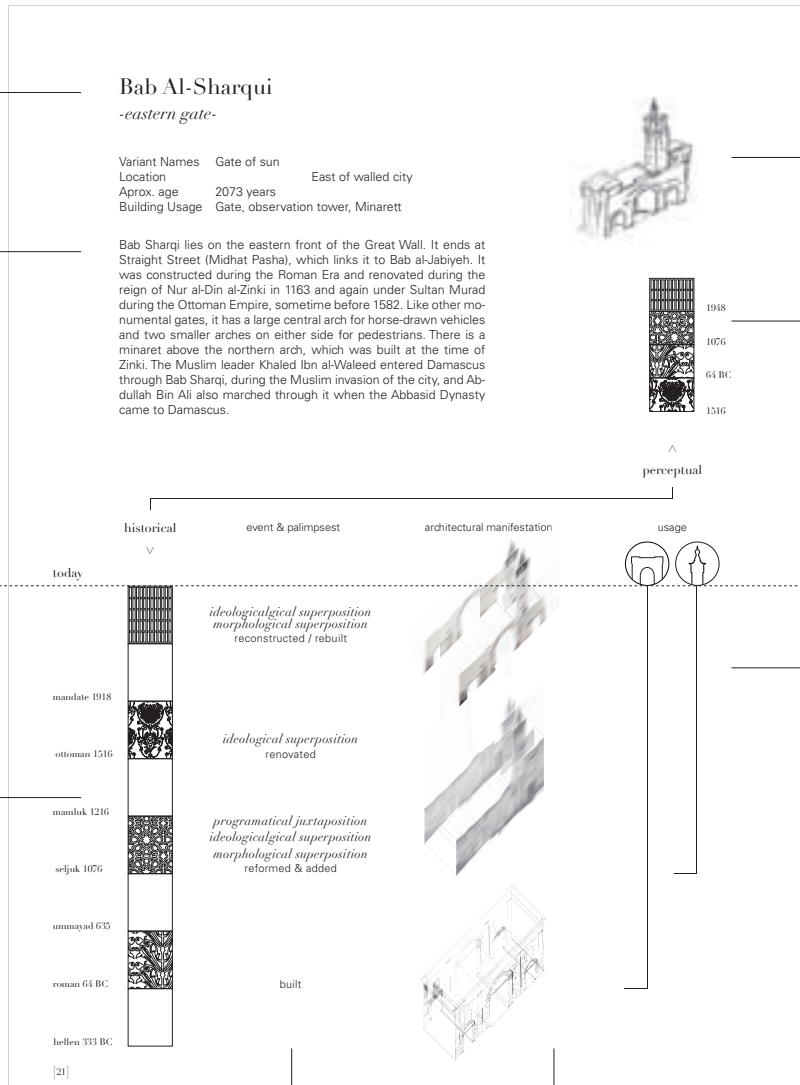 Bab Al-Sharqui
-eastern gate-
Variant Names Gate of sun
Location East of walled city
Aprox. age 2073 years
Building Usage Gate, observation tower, Minarett
Bab Sharqi lies on the eastern front of the Great Wall. It ends at
Straight Street (Midhat Pasha), which links it to Bab al-Jabiyeh. It
was constructed during the Roman Era and renovated during the
reign of Nur al-Din al-Zinki in 1163 and again under Sultan Murad
during the Ottoman Empire, sometime before 1582. Like other mo-
numental gates, it has a large central arch for horse-drawn vehicles
and two smaller arches on either side for pedestrians. There is a
minaret above the northern arch, which was built at the time of
Zinki. The Muslim leader Khaled Ibn al-Waleed entered Damascus
through Bab Sharqi, during the Muslim invasion of the city, and Ab-
dullah Bin Ali also marched through it when the Abbasid Dynasty
came to Damascus.
1948
1076
64 BC
1516
perceptual
historical event & palimpsest architectural manifestation usage
today
ideologicalgical superposition
morphological superposition
reconstructed / rebuilt
mandate 1918
ideological superposition
ottoman 1516 renovated
mamluk 1216
programatical juxtaposition
ideologicalgical superposition
morphological superposition
seljuk 1076 reformed & added
ummayad 635
roman 64 BC built
hellen 333 BC
[21]